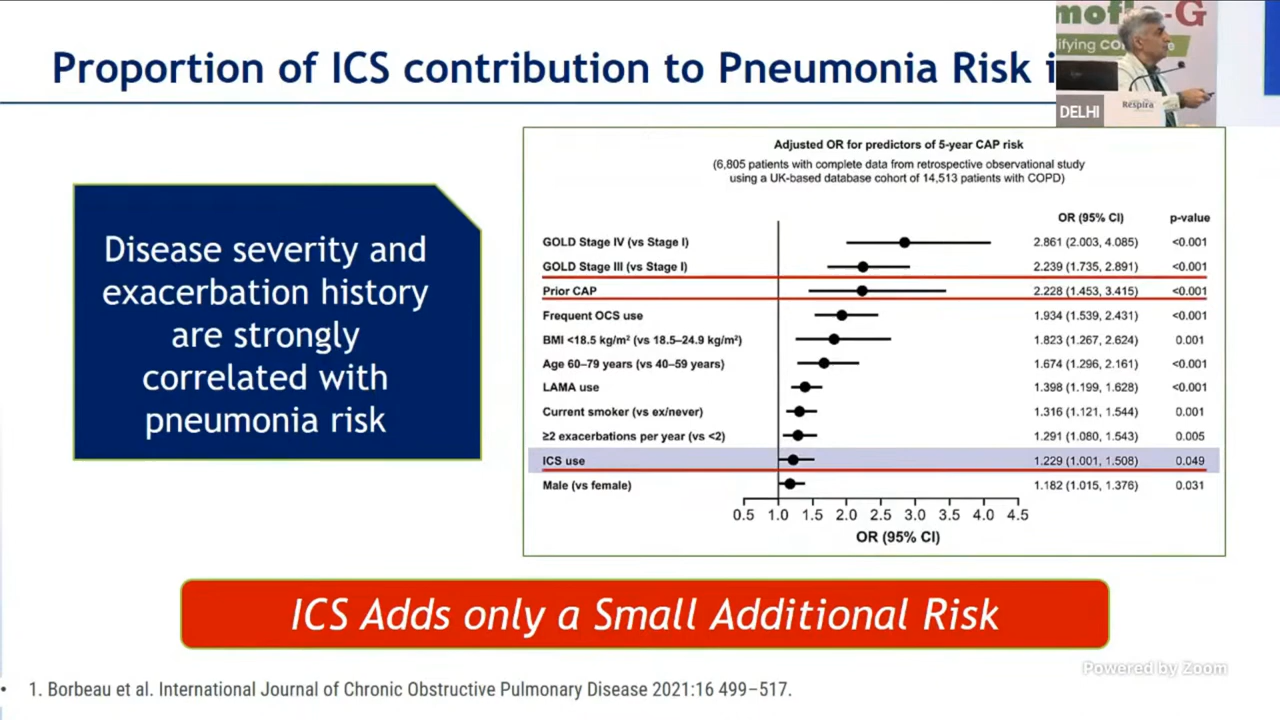 Proportion of ICS contribution to Pneumonia Risk i
-G
DELHI
Respira
Disease severity and
exacerbation history
are strongly
correlated with
pneumonia risk
Adjusted OR for predictors of 5-year CAP risk
(6,805 patients with complete data from retrospective observational study
using a UK-based database cohort of 14,513 patients with COPD)
OR (95% CI) p-value
GOLD Stage IV (vs Stage I) 2.861 (2.003, 4.085) <0.001
GOLD Stage III (vs Stage I) 2.239 (1.735, 2.891) <0.001
Prior CAP 2.228 (1.453, 3.415) <0.001
Frequent OCS use 1.934 (1.539, 2.431) <0.001
BMI <18.5 kg/m² (vs 18.5–24.9 kg/m²) 1.823 (1.267, 2.624) 0.001
Age 60–79 years (vs 40–59 years) 1.674 (1.296, 2.161) <0.001
LAMA use 1.398 (1.199, 1.628) <0.001
Current smoker (vs ex/never) 1.316 (1.121, 1.544) 0.001
≥2 exacerbations per year (vs <2) 1.291 (1.080, 1.543) 0.005
ICS use 1.229 (1.001, 1.508) 0.049
Male (vs female) 1.182 (1.015, 1.376) 0.031
0.5 1.0 1.5 2.0 2.5 3.0 3.5 4.0 4.5
OR (95% CI)
ICS Adds only a Small Additional Risk
Powered by Zoom
• 1. Borbeau et al. International Journal of Chronic Obstructive Pulmonary Disease 2021:16 499–517.